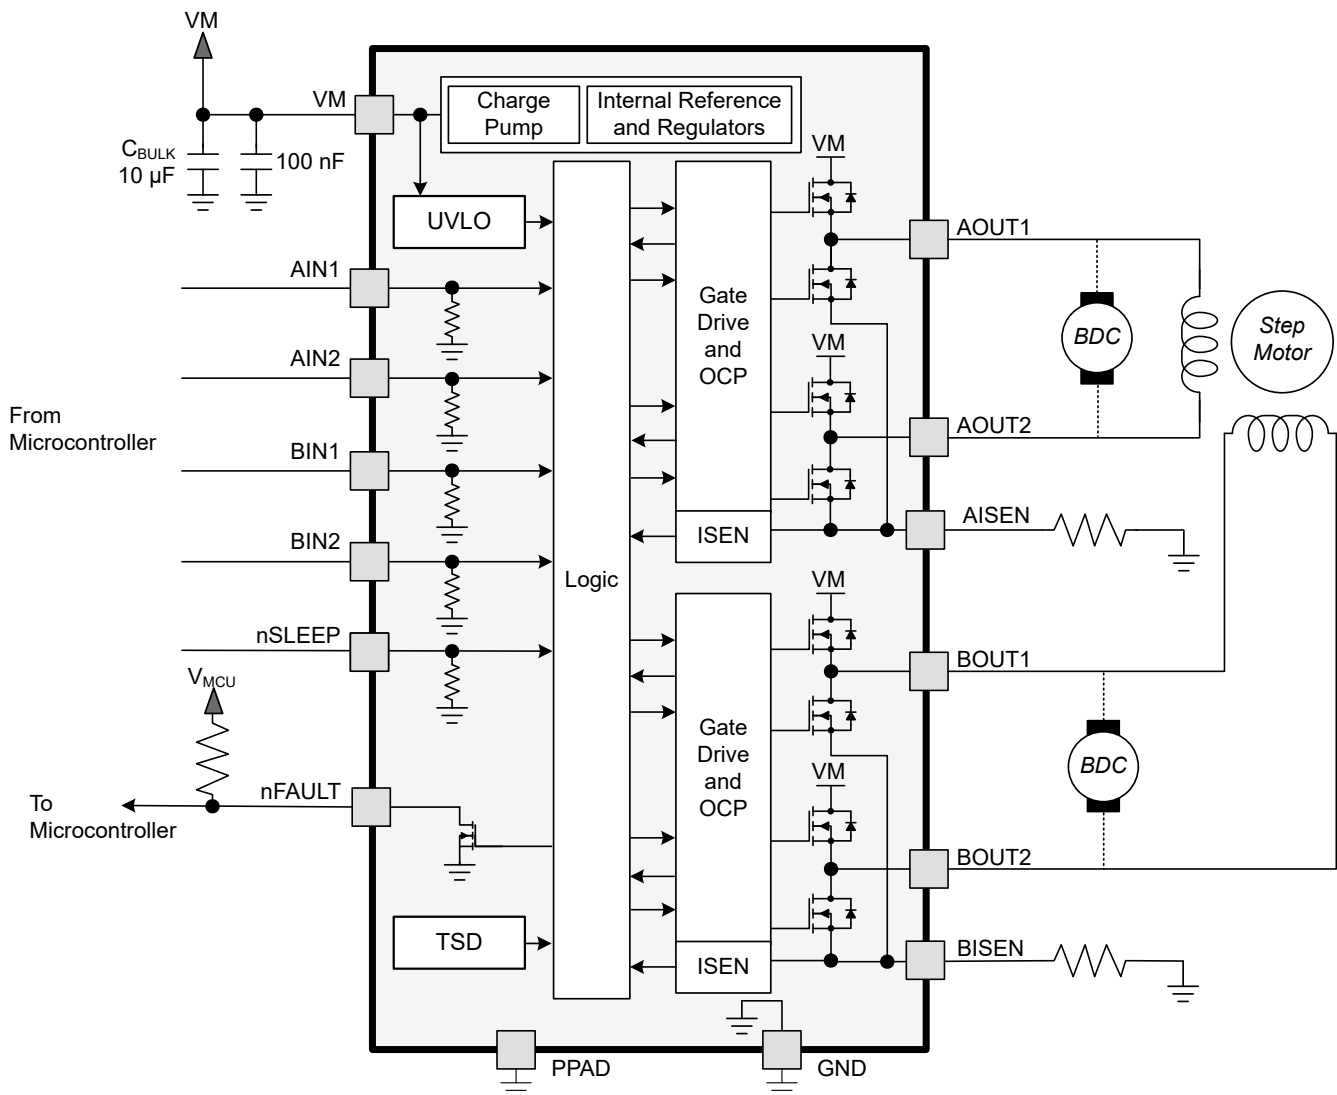 VM
VM
Charge
Pump
Internal Reference
and Regulators
CBULK
10 µF
100 nF
UVLO
VM
AOUT1
AIN1
Gate
Drive
and
OCP
BDC
Step
Motor
VM
AIN2
From
Microcontroller
AOUT2
BIN1
AISEN
ISEN
BIN2
Logic
VM
nSLEEP
BOUT1
VMCU
Gate
Drive
and
OCP
BDC
VM
nFAULT
To
Microcontroller
BOUT2
TSD
ISEN
BISEN
PPAD
GND